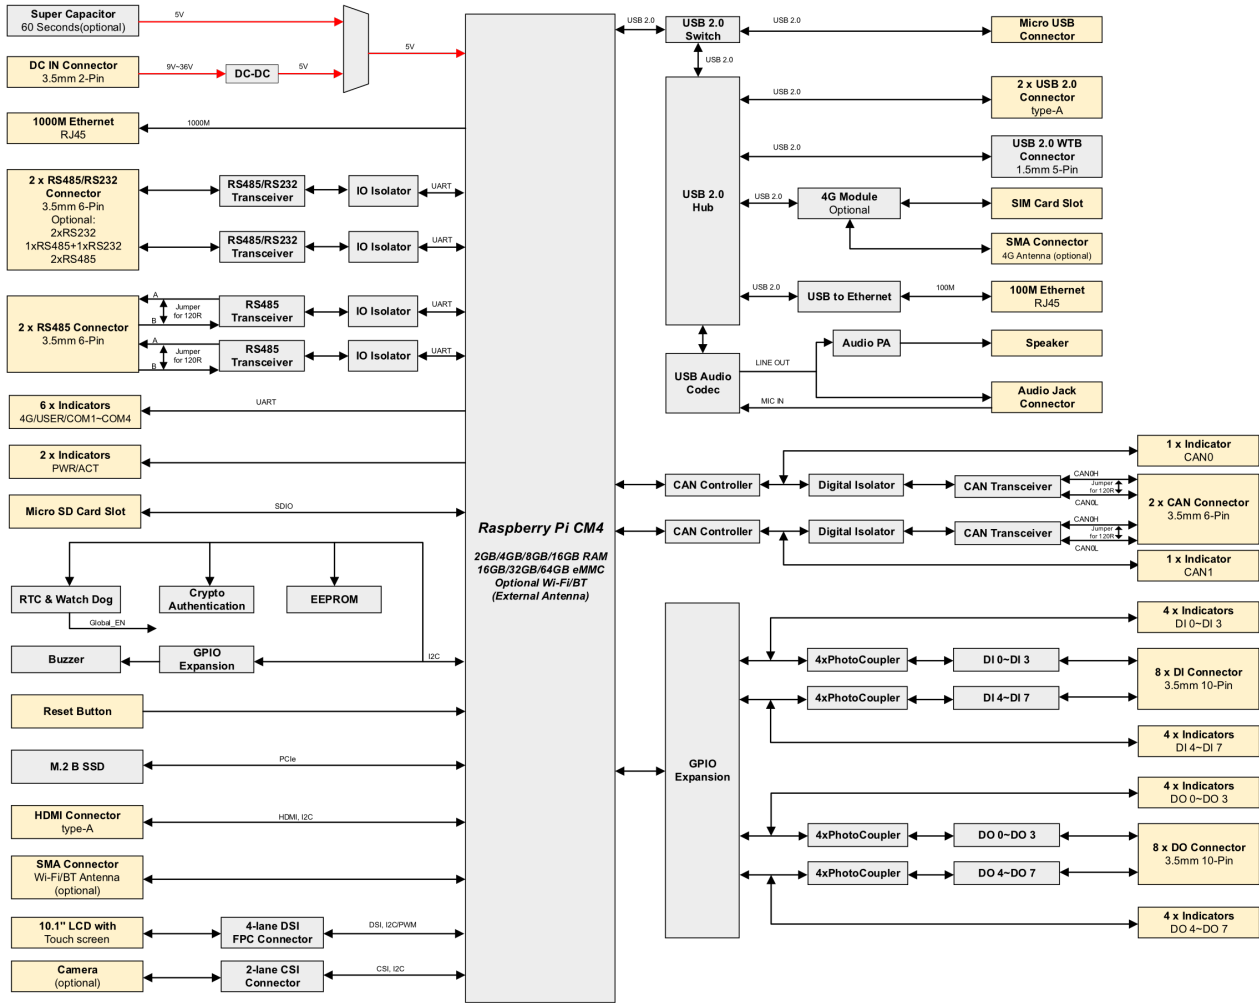 Super Capacitor
60 Seconds(optional)
5V
DC IN Connector
3.5mm 2-Pin
9V~36V
DC-DC
5V
5V
1000M Ethernet
RJ45
1000M
2 x RS485/RS232
Connector
3.5mm 6-Pin
Optional:
2xRS232
1xRS485+1xRS232
2xRS485
RS485/RS232
Transceiver
IO Isolator
UART
RS485/RS232
Transceiver
IO Isolator
UART
2 x RS485 Connector
3.5mm 6-Pin
A
Jumper
for 120R
B
RS485
Transceiver
IO Isolator
UART
A
Jumper
for 120R
B
RS485
Transceiver
IO Isolator
UART
6 x Indicators
4G/USER/COM1~COM4
UART
2 x Indicators
PWR/ACT
Micro SD Card Slot
SDIO
RTC & Watch Dog
Crypto
Authentication
EEPROM
Global_EN
Buzzer
GPIO
Expansion
I2C
Reset Button
M.2 B SSD
PCIe
HDMI Connector
type-A
HDMI, I2C
SMA Connector
Wi-Fi/BT Antenna
(optional)
10.1" LCD with
Touch screen
4-lane DSI
FPC Connector
DSI, I2C/PWM
Camera
(optional)
2-lane CSI
Connector
CSI, I2C
Raspberry Pi CM4
2GB/4GB/8GB/16GB RAM
16GB/32GB/64GB eMMC
Optional Wi-Fi/BT
(External Antenna)
USB 2.0
USB 2.0
Switch
USB 2.0
Micro USB
Connector
USB 2.0
USB 2.0
Hub
USB 2.0
2 x USB 2.0
Connector
type-A
USB 2.0
USB 2.0 WTB
Connector
1.5mm 5-Pin
USB 2.0
4G Module
Optional
SIM Card Slot
SMA Connector
4G Antenna (optional)
USB 2.0
USB to Ethernet
100M
100M Ethernet
RJ45
USB Audio
Codec
LINE OUT
Audio PA
Speaker
MIC IN
Audio Jack
Connector
1 x Indicator
CAN0
CAN Controller
Digital Isolator
CAN Transceiver
CAN0H
Jumper
for 120R
CAN0L
2 x CAN Connector
3.5mm 6-Pin
CAN Controller
Digital Isolator
CAN Transceiver
CAN0H
Jumper
for 120R
CAN0L
1 x Indicator
CAN1
GPIO
Expansion
4 x Indicators
DI 0~DI 3
4xPhotoCoupler
DI 0~DI 3
8 x DI Connector
3.5mm 10-Pin
4xPhotoCoupler
DI 4~DI 7
4 x Indicators
DI 4~DI 7
4 x Indicators
DO 0~DO 3
4xPhotoCoupler
DO 0~DO 3
8 x DO Connector
3.5mm 10-Pin
4xPhotoCoupler
DO 4~DO 7
4 x Indicators
DO 4~DO 7